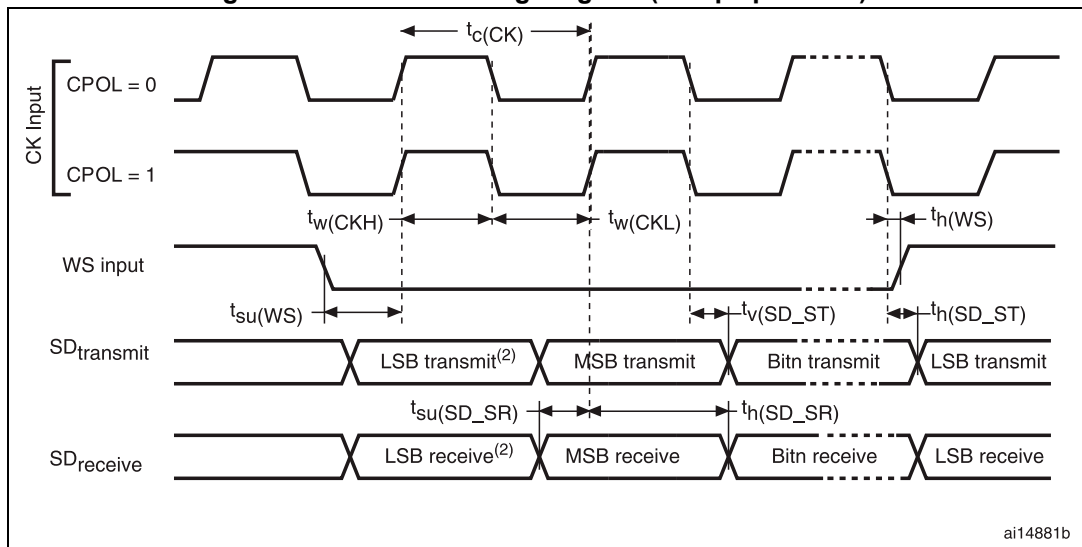 tc(CK)
CK Input
CPOL = 0
CPOL = 1
tw(CKH)
tw(CKL)
th(WS)
WS input
tsu(WS)
tv(SD_ST)
th(SD_ST)
SDtransmit
LSB transmit(2)
MSB transmit
Bitn transmit
LSB transmit
tsu(SD_SR)
th(SD_SR)
SDreceive
LSB receive(2)
MSB receive
Bitn receive
LSB receive
ai14881b